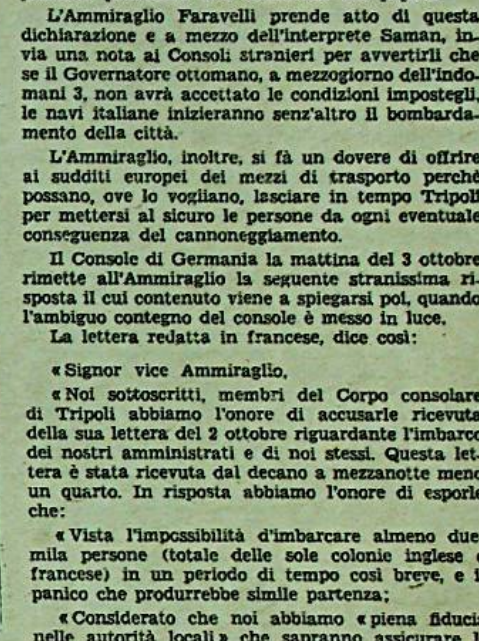 L'Ammiraglio Faravelli prende atto di questa
dichiarazione e a mezzo dell'interprete Saman, in-
via una nota ai Consoli stranieri per avvertirli che
se il Governatore ottomano, a mezzogiorno dell'indo-
mani 3, non avrà accettato le condizioni impostegli,
le navi italiane inizieranno senz'altro il bombarda-
mento della città.
L'Ammiraglio, inoltre, si fà un dovere di offrire
ai sudditi europei dei mezzi di trasporto perchè
possano, ove lo vogliano, lasciare in tempo Tripoli
per mettersi al sicuro le persone da ogni eventuale
conseguenza del cannoneggiamento.
Il Console di Germania la mattina del 3 ottobre
rimette all'Ammiraglio la seguente stranissima ri-
sposta il cui contenuto viene a spiegarsi poi, quando
l'ambiguo contegno del console è messo in luce.
La lettera redatta in francese, dice così:
« Signor vice Ammiraglio,
« Noi sottoscritti, membri del Corpo consolare
di Tripoli abbiamo l'onore di accusarle ricevuta
della sua lettera del 2 ottobre riguardante l'imbarco
dei nostri amministrati e di noi stessi. Questa let-
tera è stata ricevuta dal decano a mezzanotte meno
un quarto. In risposta abbiamo l'onore di esporle
che:
« Vista l'impossibilità d'imbarcare almeno due
mila persone (totale delle sole colonie inglese e
francese) in un periodo di tempo così breve, e i
panico che produrrebbe simile partenza;
« Considerato che noi abbiamo « piena fiduci
nelle autorità locali » che sapranno assicurare l